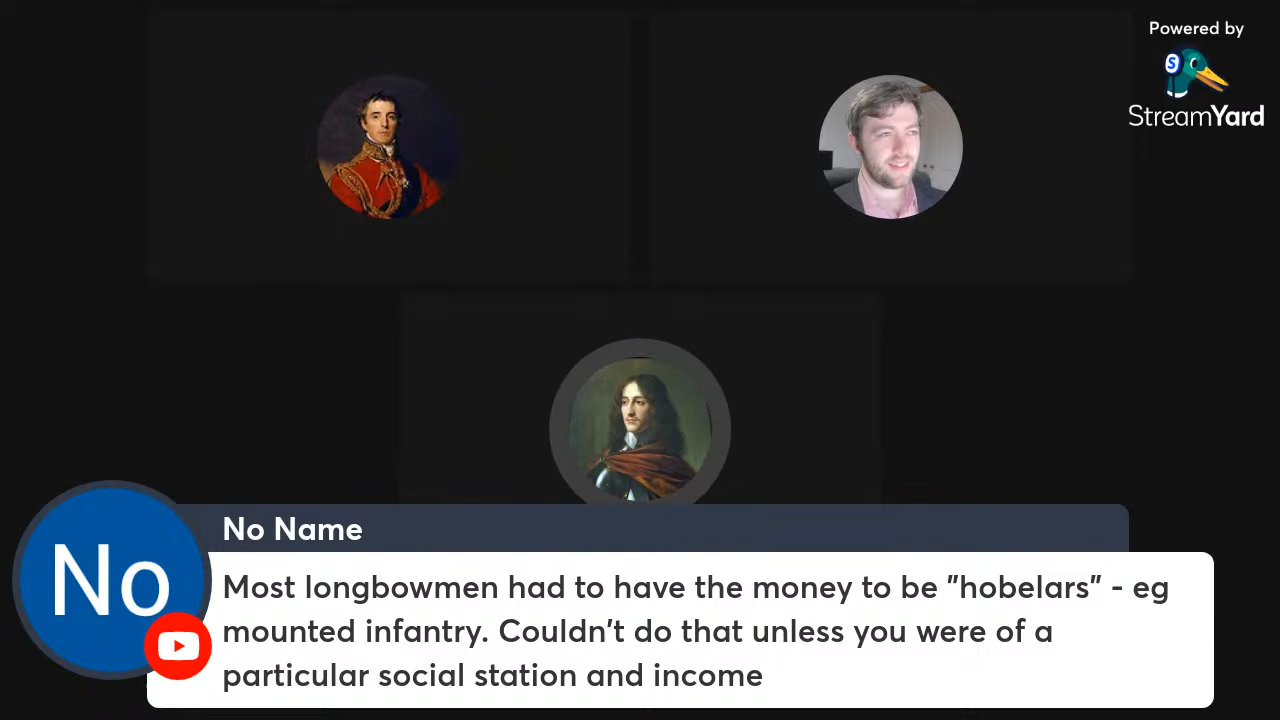 Powered by
S
StreamYard
No Name
No
Most longbowmen had to have the money to be "hobelars" - eg
mounted infantry. Couldn't do that unless you were of a
particular social station and income